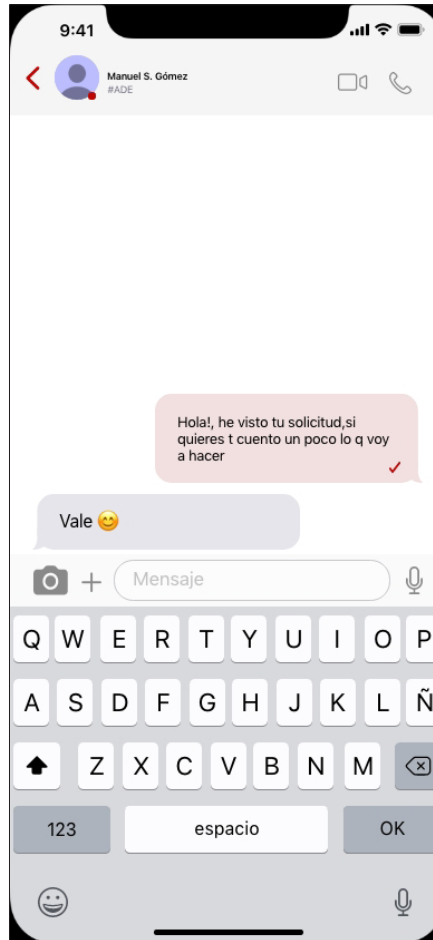 9:41
Manuel S. Gómez
#ADE
Hola!, he visto tu solicitud,si
quieres t cuento un poco lo q voy
a hacer
Vale 😊
Mensaje
Q W E R T Y U I O P
A S D F G H J K L Ñ
Z X C V B N M
123 espacio OK